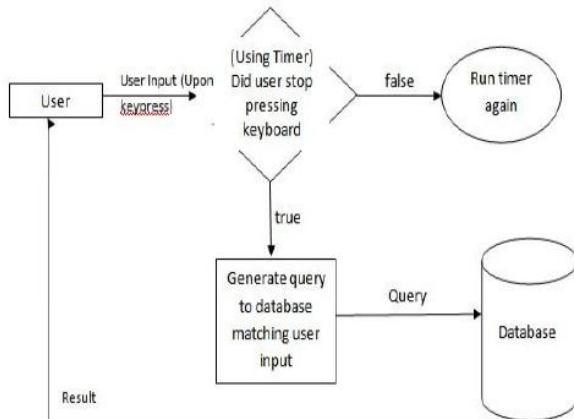 User
User Input (Upon
keypress)
(Using Timer)
Did user stop
pressing
keyboard
false
Run timer
again
true
Generate query
to database
matching user
input
Query
Database
Result